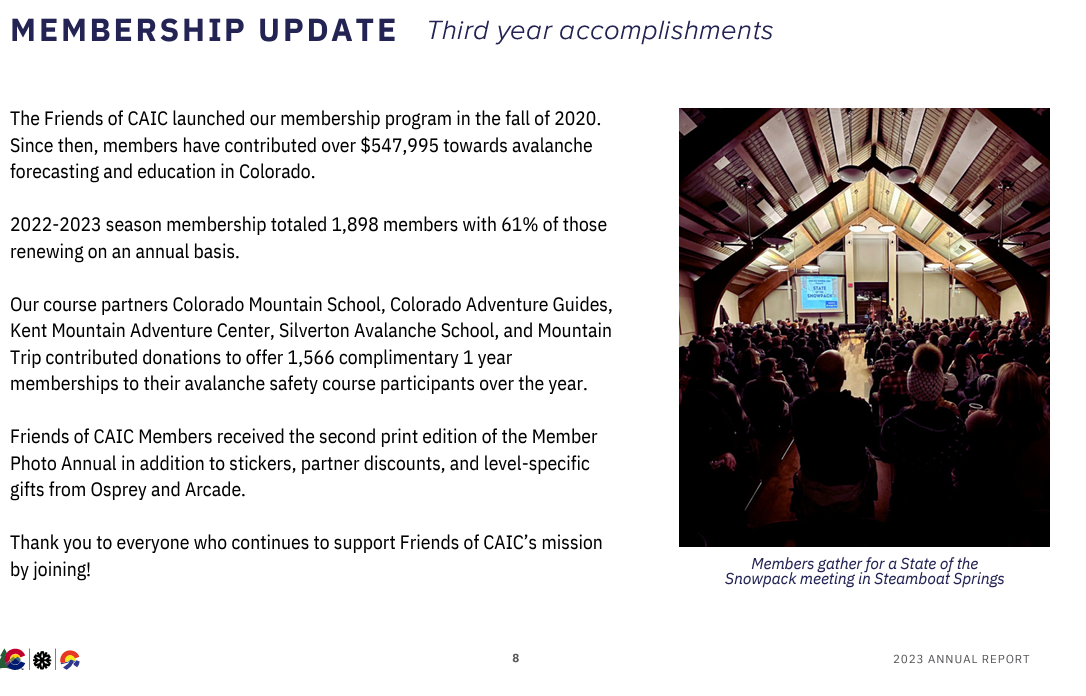 MEMBERSHIP UPDATE Third year accomplishments
The Friends of CAIC launched our membership program in the fall of 2020.
Since then, members have contributed over $547,995 towards avalanche
forecasting and education in Colorado.
2022-2023 season membership totaled 1,898 members with 61% of those
renewing on an annual basis.
Our course partners Colorado Mountain School, Colorado Adventure Guides,
Kent Mountain Adventure Center, Silverton Avalanche School, and Mountain
Trip contributed donations to offer 1,566 complimentary 1 year
memberships to their avalanche safety course participants over the year.
Friends of CAIC Members received the second print edition of the Member
Photo Annual in addition to stickers, partner discounts, and level-specific
gifts from Osprey and Arcade.
Thank you to everyone who continues to support Friends of CAIC’s mission
by joining!
STATE
OF THE
SNOWPACK
Members gather for a State of the
Snowpack meeting in Steamboat Springs
8
2023 ANNUAL REPORT